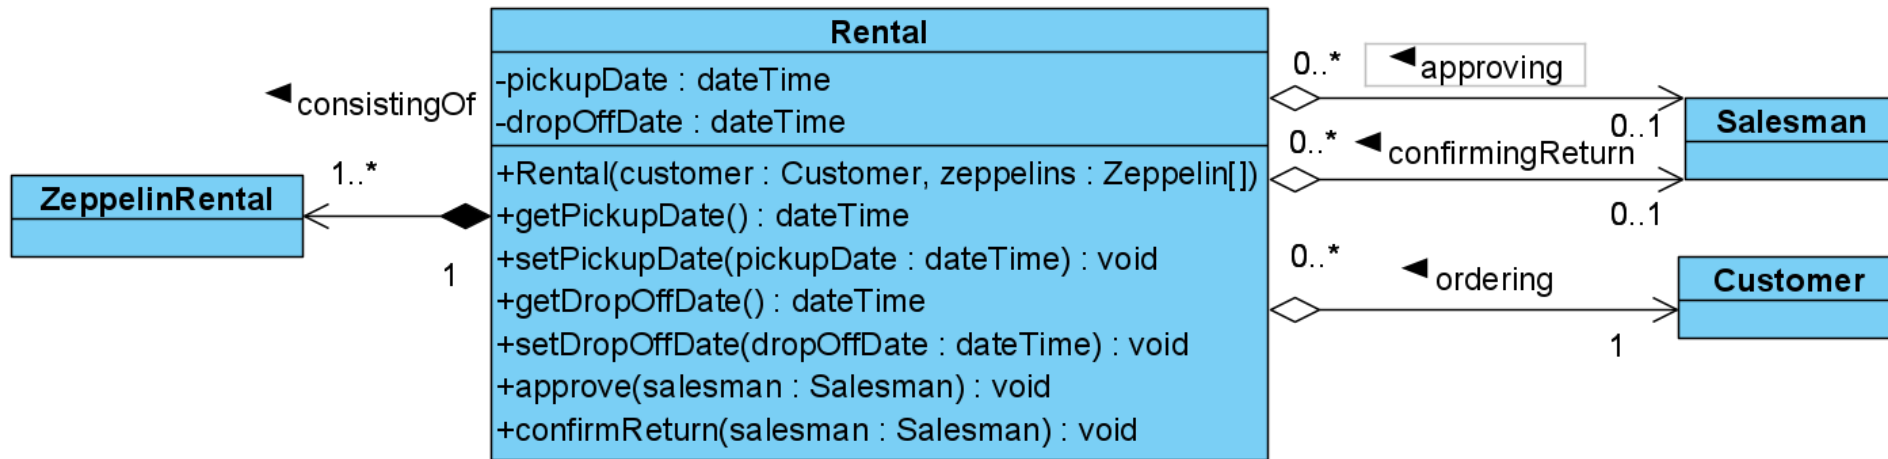 Rental
-pickupDate : dateTime
-dropOffDate : dateTime
+Rental(customer : Customer, zeppelins : Zeppelin[])
+getPickupDate() : dateTime
+setPickupDate(pickupDate : dateTime) : void
+getDropOffDate() : dateTime
+setDropOffDate(dropOffDate : dateTime) : void
+approve(salesman : Salesman) : void
+confirmReturn(salesman : Salesman) : void
◀ consistingOf
1..*
1
ZeppelinRental
0..*
◀ approving
0..1
0..*
◀ confirmingReturn
0..1
Salesman
0..*
◀ ordering
1
Customer